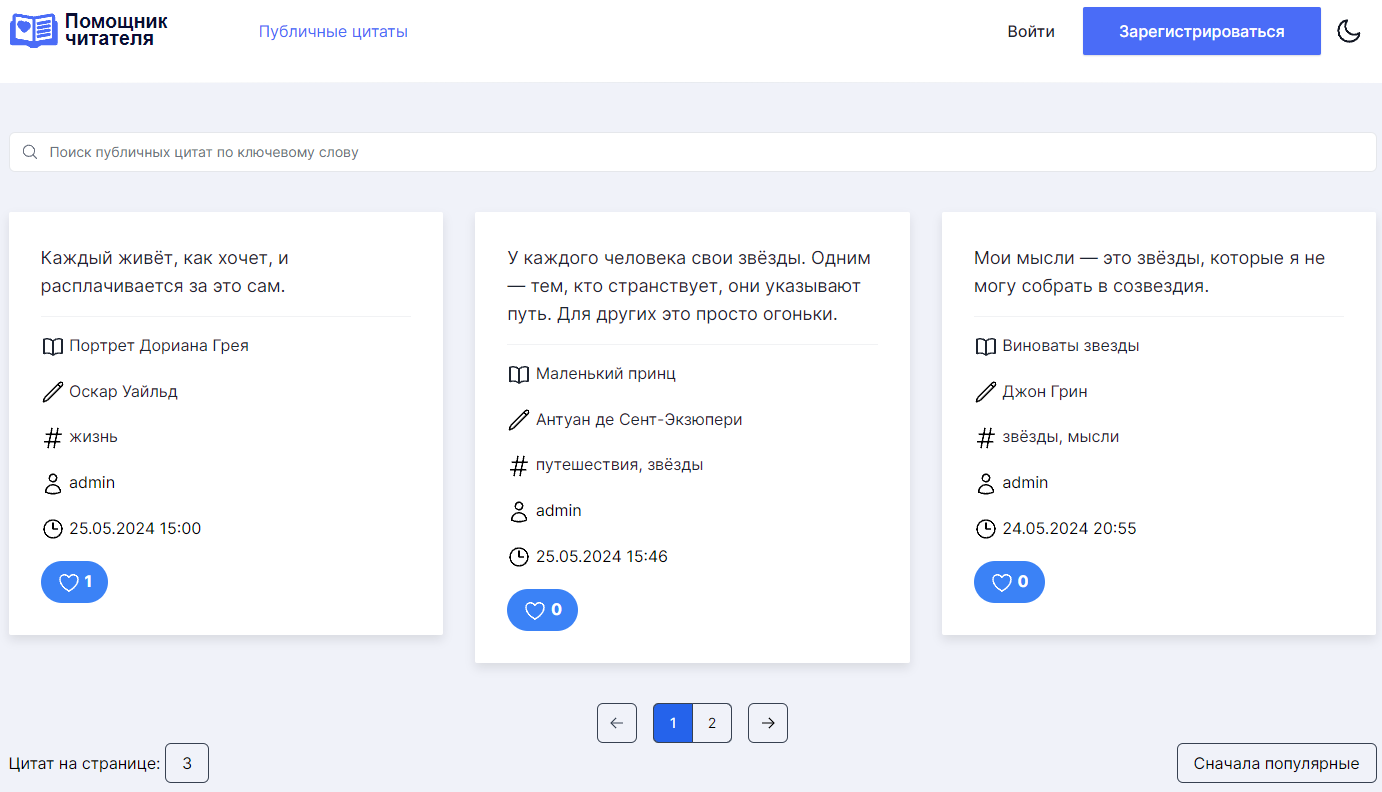 Помощник
читателя
Публичные цитаты
Войти
Зарегистрироваться
Поиск публичных цитат по ключевому слову
Каждый живёт, как хочет, и
расплачивается за это сам.
Портрет Дориана Грея
Оскар Уайльд
# жизнь
admin
25.05.2024 15:00
1
У каждого человека свои звёзды. Одним
— тем, кто странствует, они указывают
путь. Для других это просто огоньки.
Маленький принц
Антуан де Сент-Экзюпери
# путешествия, звёзды
admin
25.05.2024 15:46
0
Мои мысли — это звёзды, которые я не
могу собрать в созвездия.
Виноваты звезды
Джон Грин
# звёзды, мысли
admin
24.05.2024 20:55
0
← 1 2 →
Цитат на странице: 3
Сначала популярные